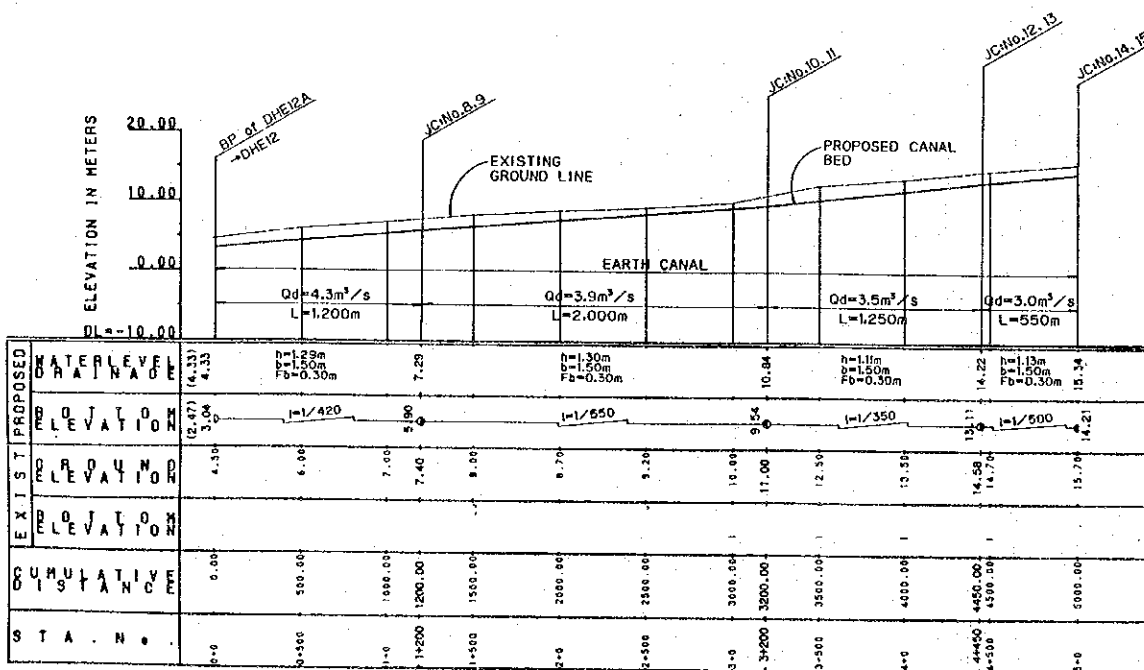 JC:No.12, 13
JC:No.14, 15
JC:No.10, 11
BP of DHE12A
→DHE12
JC:No.8,9
ELEVATION IN METERS
20.00
10.00
0.00
DL=-10.00
EXISTING
GROUND LINE
PROPOSED CANAL
BED
EARTH CANAL
Qd=4.3m³/s
L=1,200m
Qd=3.9m³/s
L=2,000m
Qd=3.5m³/s
L=1,250m
Qd=3.0m³/s
L=550m
PROPOSED
WATERLEVEL
DRAINADE
(4.33)
4.33
h=1.29m
b=1.50m
Fb=0.30m
7.29
h=1.30m
b=1.50m
Fb=0.30m
10.84
h=1.11m
b=1.50m
Fb=0.30m
14.22
h=1.13m
b=1.50m
Fb=0.30m
15.34
BOTTOM
ELEVATION
(2.47)
3.04
I=1/420
5.90
I=1/650
9.54
I=1/350
13.11
I=1/500
14.21
EXIST
GROUND
ELEVATION
4.50
6.00
7.00
7.40
8.00
8.70
9.20
10.00
11.00
12.50
13.50
14.58
14.70
15.70
BOTTOM
ELEVATION
CUMULATIVE
DISTANCE
0.00
500.00
1000.00
1200.00
1500.00
2000.00
2500.00
3000.00
3200.00
3500.00
4000.00
4450.00
4500.00
5000.00
STA. No.
0+0
0+500
1+0
1+200
1+500
2+0
2+500
3+0
3+200
3+500
4+0
4+450
4+500
5+0